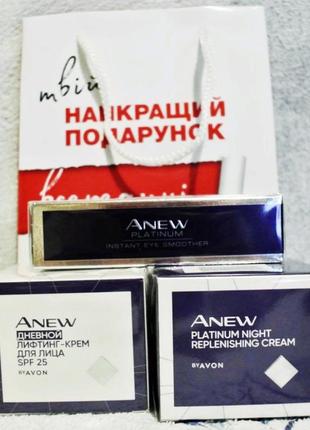 твій
НАЙКРАЩИЙ
ПОДАРУНОК
ANEW
PLATINUM
INSTANT EYE SMOOTHER
ANEW
ДНЕВНОЙ
ЛИФТИНГ-КРЕМ
ДЛЯ ЛИЦА
SPF 25
BY AVON
ANEW
PLATINUM NIGHT
REPLENISHING CREAM
BY AVON